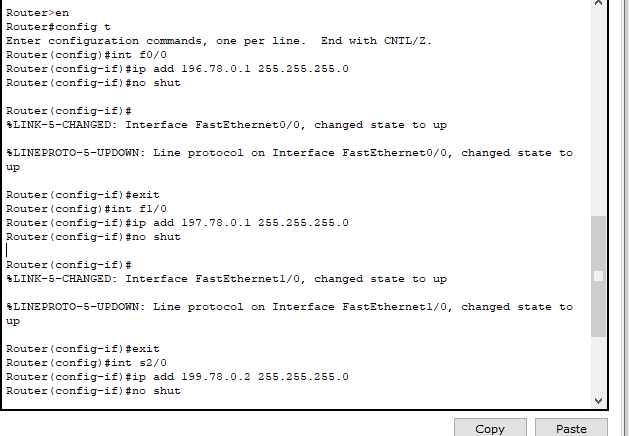 Router>en
Router#config t
Enter configuration commands, one per line.  End with CNTL/Z.
Router(config)#int f0/0
Router(config-if)#ip add 196.78.0.1 255.255.255.0
Router(config-if)#no shut
Router(config-if)#
%LINK-5-CHANGED: Interface FastEthernet0/0, changed state to up
%LINEPROTO-5-UPDOWN: Line protocol on Interface FastEthernet0/0, changed state to
up
Router(config-if)#exit
Router(config)#int f1/0
Router(config-if)#ip add 197.78.0.1 255.255.255.0
Router(config-if)#no shut
Router(config-if)#
%LINK-5-CHANGED: Interface FastEthernet1/0, changed state to up
%LINEPROTO-5-UPDOWN: Line protocol on Interface FastEthernet1/0, changed state to
up
Router(config-if)#exit
Router(config)#int s2/0
Router(config-if)#ip add 199.78.0.2 255.255.255.0
Router(config-if)#no shut
Copy Paste